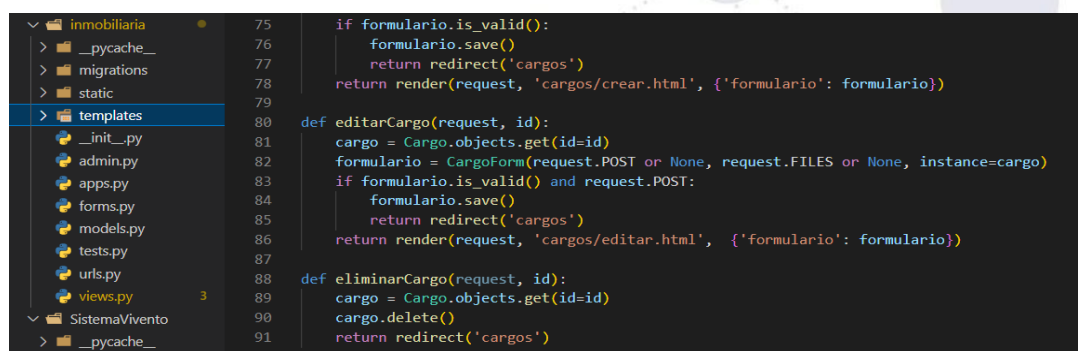 inmobiliaria
__pycache__
migrations
static
templates
__init__.py
admin.py
apps.py
forms.py
models.py
tests.py
urls.py
views.py 3
SistemaVivento
__pycache__
75 if formulario.is_valid():
76 formulario.save()
77 return redirect('cargos')
78 return render(request, 'cargos/crear.html', {'formulario': formulario})
79
80 def editarCargo(request, id):
81 cargo = Cargo.objects.get(id=id)
82 formulario = CargoForm(request.POST or None, request.FILES or None, instance=cargo)
83 if formulario.is_valid() and request.POST:
84 formulario.save()
85 return redirect('cargos')
86 return render(request, 'cargos/editar.html', {'formulario': formulario})
87
88 def eliminarCargo(request, id):
89 cargo = Cargo.objects.get(id=id)
90 cargo.delete()
91 return redirect('cargos')